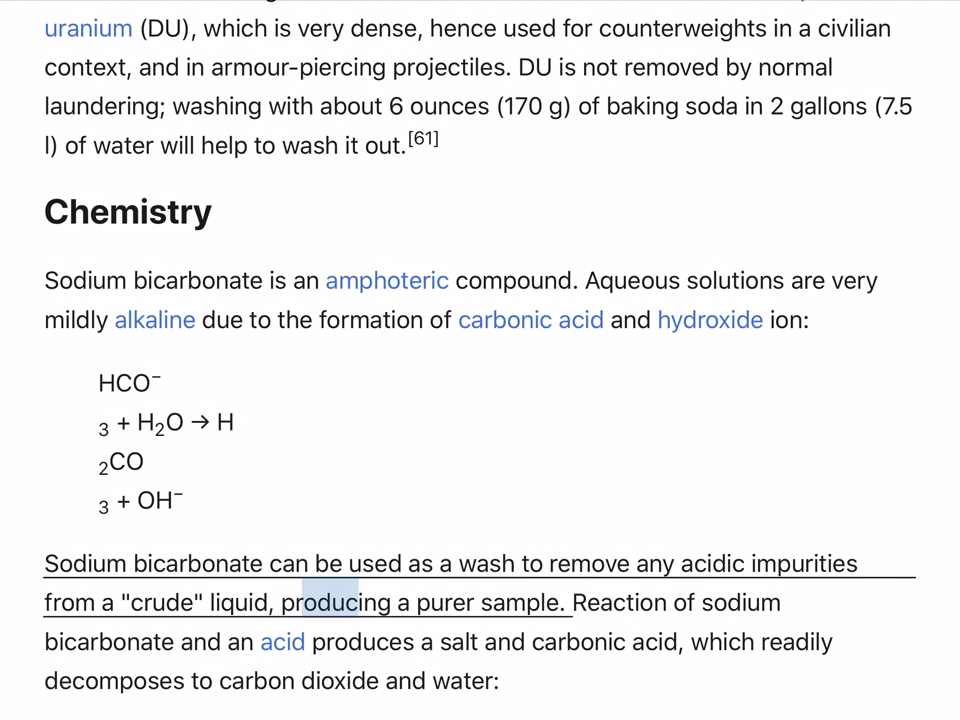 uranium (DU), which is very dense, hence used for counterweights in a civilian
context, and in armour-piercing projectiles. DU is not removed by normal
laundering; washing with about 6 ounces (170 g) of baking soda in 2 gallons (7.5
l) of water will help to wash it out.[61]
Chemistry
Sodium bicarbonate is an amphoteric compound. Aqueous solutions are very
mildly alkaline due to the formation of carbonic acid and hydroxide ion:
HCO⁻
₃ + H₂O → H
₂CO
₃ + OH⁻
Sodium bicarbonate can be used as a wash to remove any acidic impurities
from a "crude" liquid, producing a purer sample. Reaction of sodium
bicarbonate and an acid produces a salt and carbonic acid, which readily
decomposes to carbon dioxide and water: